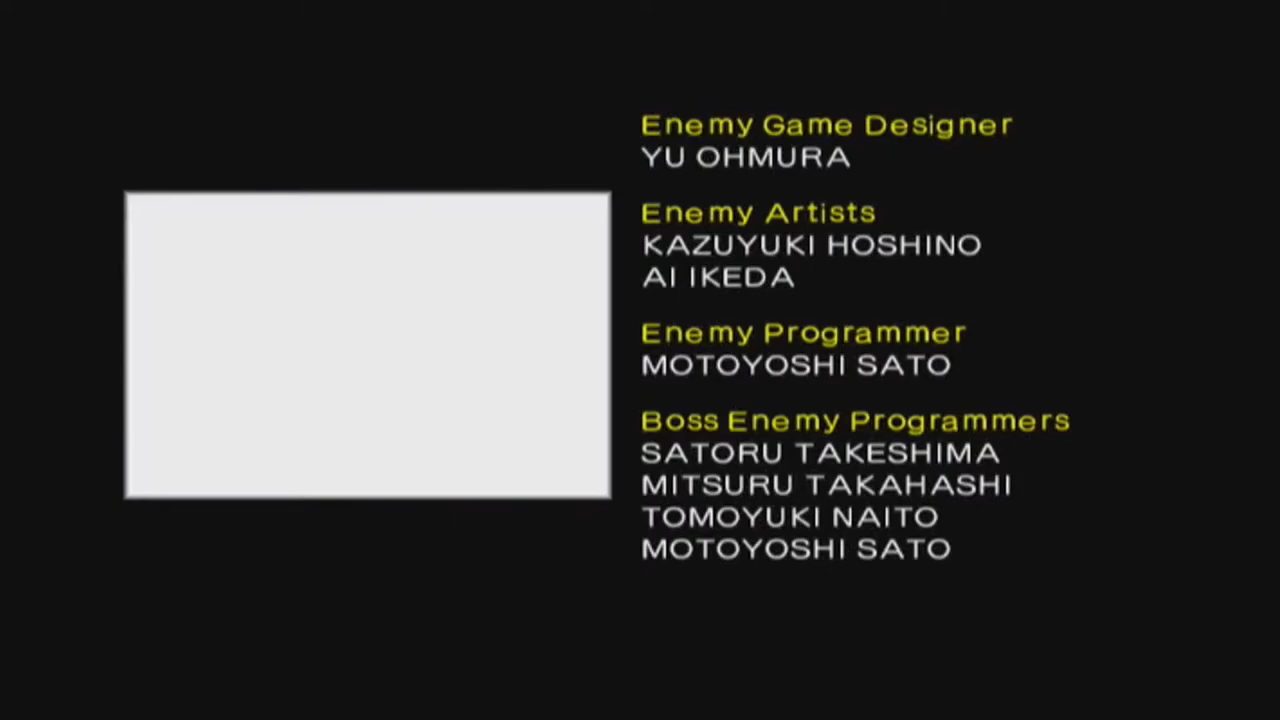 Enemy Game Designer
YU OHMURA
Enemy Artists
KAZUYUKI HOSHINO
AI IKEDA
Enemy Programmer
MOTOYOSHI SATO
Boss Enemy Programmers
SATORU TAKESHIMA
MITSURU TAKAHASHI
TOMOYUKI NAITO
MOTOYOSHI SATO